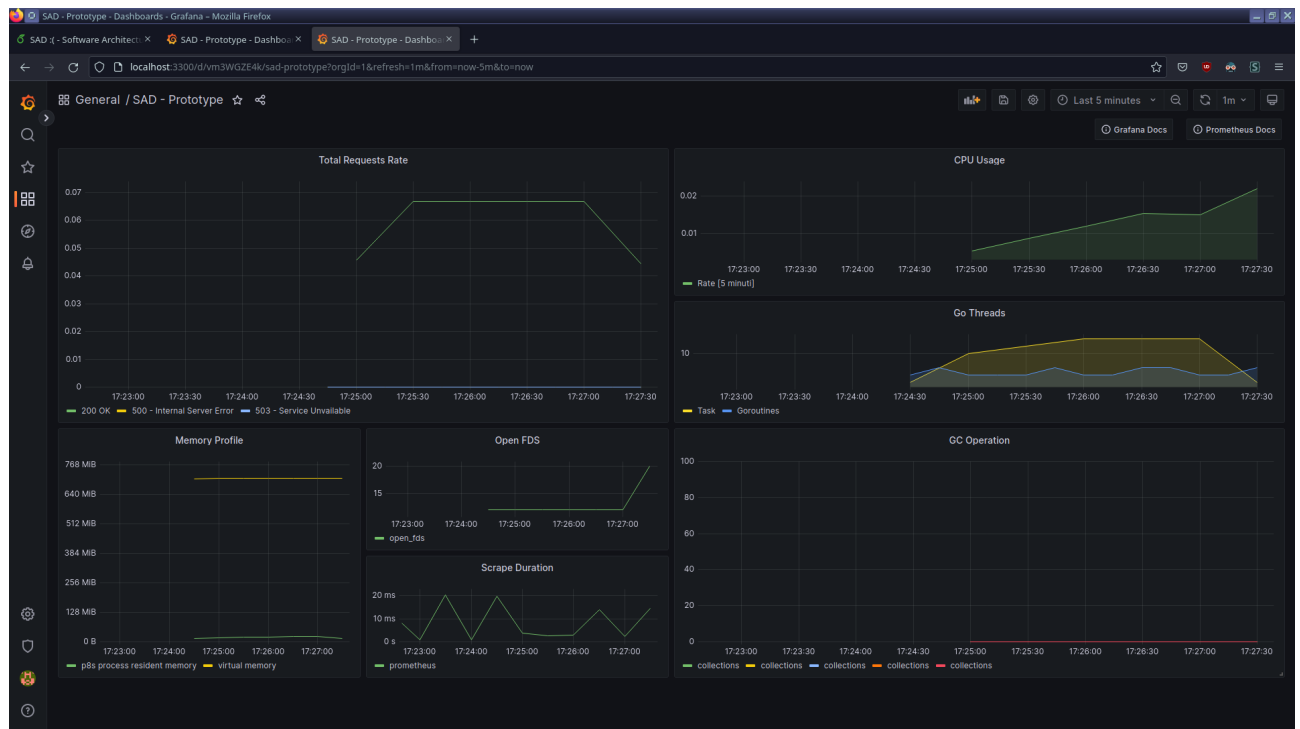 SAD - Prototype - Dashboards - Grafana – Mozilla Firefox
SAD :( - Software Architect
SAD - Prototype - Dashboa
SAD - Prototype - Dashboa
localhost:3300/d/vm3WGZE4k/sad-prototype?orgId=1&refresh=1m&from=now-5m&to=now
General / SAD - Prototype
Last 5 minutes
1m
Grafana Docs
Prometheus Docs
Total Requests Rate
0.07
0.06
0.05
0.04
0.03
0.02
0.01
0
17:23:00 17:23:30 17:24:00 17:24:30 17:25:00 17:25:30 17:26:00 17:26:30 17:27:00 17:27:30
200 OK 500 - Internal Server Error 503 - Service Unvailable
CPU Usage
0.02
0.01
17:23:00 17:23:30 17:24:00 17:24:30 17:25:00 17:25:30 17:26:00 17:26:30 17:27:00 17:27:30
Rate [5 minuti]
Go Threads
10
17:23:00 17:23:30 17:24:00 17:24:30 17:25:00 17:25:30 17:26:00 17:26:30 17:27:00 17:27:30
Task Goroutines
Memory Profile
768 MiB
640 MiB
512 MiB
384 MiB
256 MiB
128 MiB
0 B
17:23:00 17:24:00 17:25:00 17:26:00 17:27:00
p8s process resident memory virtual memory
Open FDS
20
15
17:23:00 17:24:00 17:25:00 17:26:00 17:27:00
open_fds
Scrape Duration
20 ms
10 ms
0 s
17:23:00 17:24:00 17:25:00 17:26:00 17:27:00
prometheus
GC Operation
100
80
60
40
20
0
17:23:00 17:23:30 17:24:00 17:24:30 17:25:00 17:25:30 17:26:00 17:26:30 17:27:00 17:27:30
collections collections collections collections collections